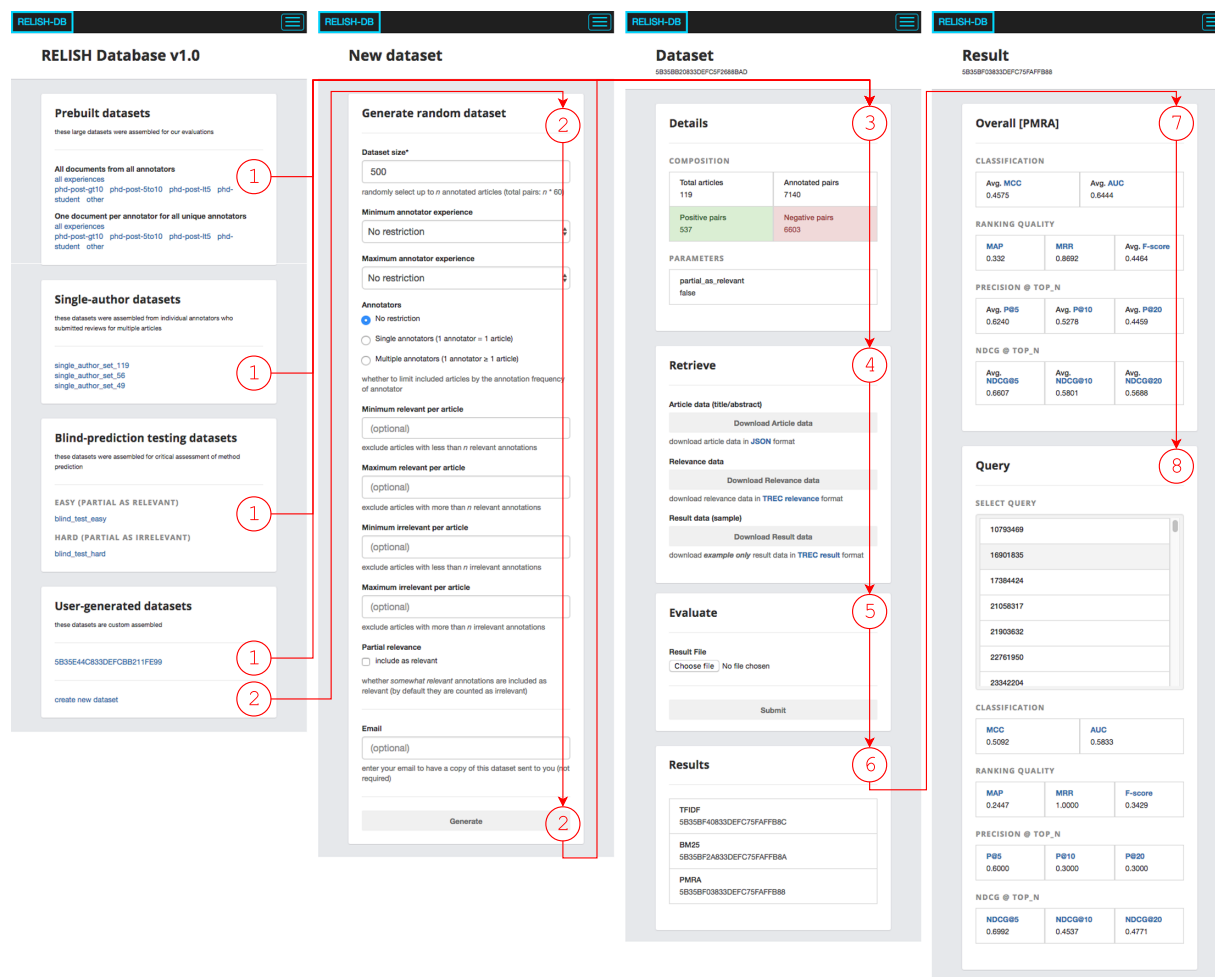 RELISH-DB
RELISH Database v1.0
Prebuilt datasets
these large datasets were assembled for our evaluations
All documents from all annotators
all experiences
phd-post-gt10 phd-post-5to10 phd-post-lt5 phd-
student other
One document per annotator for all unique annotators
all experiences
phd-post-gt10 phd-post-5to10 phd-post-lt5 phd-
student other
1
Single-author datasets
these datasets were assembled from individual annotators who
submitted reviews for multiple articles
single_author_set_119
single_author_set_56
single_author_set_49
1
Blind-prediction testing datasets
these datasets were assembled for critical assessment of method
prediction
EASY (PARTIAL AS RELEVANT)
blind_test_easy
HARD (PARTIAL AS IRRELEVANT)
blind_test_hard
1
User-generated datasets
these datasets are custom assembled
5B35E44C833DEFCBB211FE99
1
create new dataset
2
RELISH-DB
New dataset
Generate random dataset
2
Dataset size*
500
randomly select up to n annotated articles (total pairs: n * 60)
Minimum annotator experience
No restriction
Maximum annotator experience
No restriction
Annotators
No restriction
Single annotators (1 annotator = 1 article)
Multiple annotators (1 annotator ≥ 1 article)
whether to limit included articles by the annotation frequency
of annotator
Minimum relevant per article
(optional)
exclude articles with less than n relevant annotations
Maximum relevant per article
(optional)
exclude articles with more than n relevant annotations
Minimum irrelevant per article
(optional)
exclude articles with less than n irrelevant annotations
Maximum irrelevant per article
(optional)
exclude articles with more than n irrelevant annotations
Partial relevance
include as relevant
whether somewhat relevant annotations are included as
relevant (by default they are counted as irrelevant)
Email
(optional)
enter your email to have a copy of this dataset sent to you (not
required)
Generate
2
RELISH-DB
Dataset
5B35BB20833DEFC5F2688BAD
Details
3
COMPOSITION
Total articles
119
Annotated pairs
7140
Positive pairs
537
Negative pairs
6603
PARAMETERS
partial_as_relevant
false
Retrieve
4
Article data (title/abstract)
Download Article data
download article data in JSON format
Relevance data
Download Relevance data
download relevance data in TREC relevance format
Result data (sample)
Download Result data
download example only result data in TREC result format
Evaluate
5
Result File
Choose file No file chosen
Submit
Results
6
TFIDF
5B35BF40833DEFC75FAFFB8C
BM25
5B35BF2A833DEFC75FAFFB8A
PMRA
5B35BF03833DEFC75FAFFB88
RELISH-DB
Result
5B35BF03833DEFC75FAFFB88
Overall [PMRA]
7
CLASSIFICATION
Avg. MCC
0.4575
Avg. AUC
0.6444
RANKING QUALITY
MAP
0.332
MRR
0.8692
Avg. F-score
0.4464
PRECISION @ TOP_N
Avg. P@5
0.6240
Avg. P@10
0.5278
Avg. P@20
0.4459
NDCG @ TOP_N
Avg.
NDCG@5
0.6607
Avg.
NDCG@10
0.5801
Avg.
NDCG@20
0.5688
Query
8
SELECT QUERY
10793469
16901835
17384424
21058317
21903632
22761950
23342204
CLASSIFICATION
MCC
0.5092
AUC
0.5833
RANKING QUALITY
MAP
0.2447
MRR
1.0000
F-score
0.3429
PRECISION @ TOP_N
P@5
0.6000
P@10
0.3000
P@20
0.3000
NDCG @ TOP_N
NDCG@5
0.6992
NDCG@10
0.4537
NDCG@20
0.4771